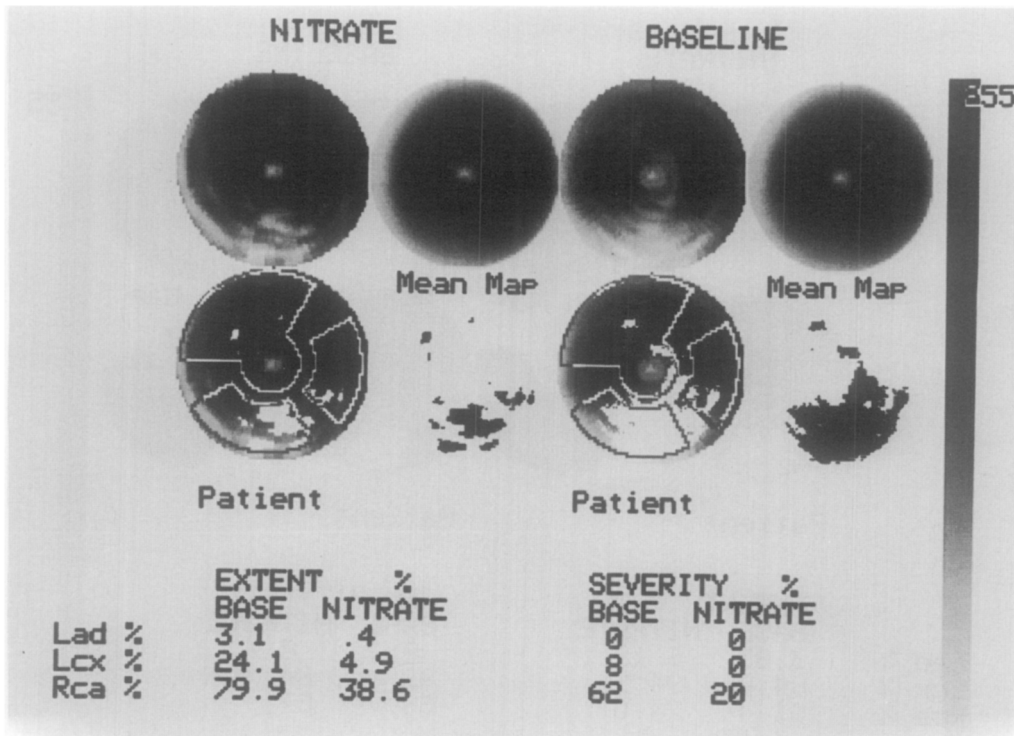 NITRATE BASELINE
255
Mean Map Mean Map
Patient Patient
EXTENT % SEVERITY %
BASE NITRATE BASE NITRATE
Lad % 3.1 .4 0 0
Lcx % 24.1 4.9 8 0
Rca % 79.9 38.6 62 20